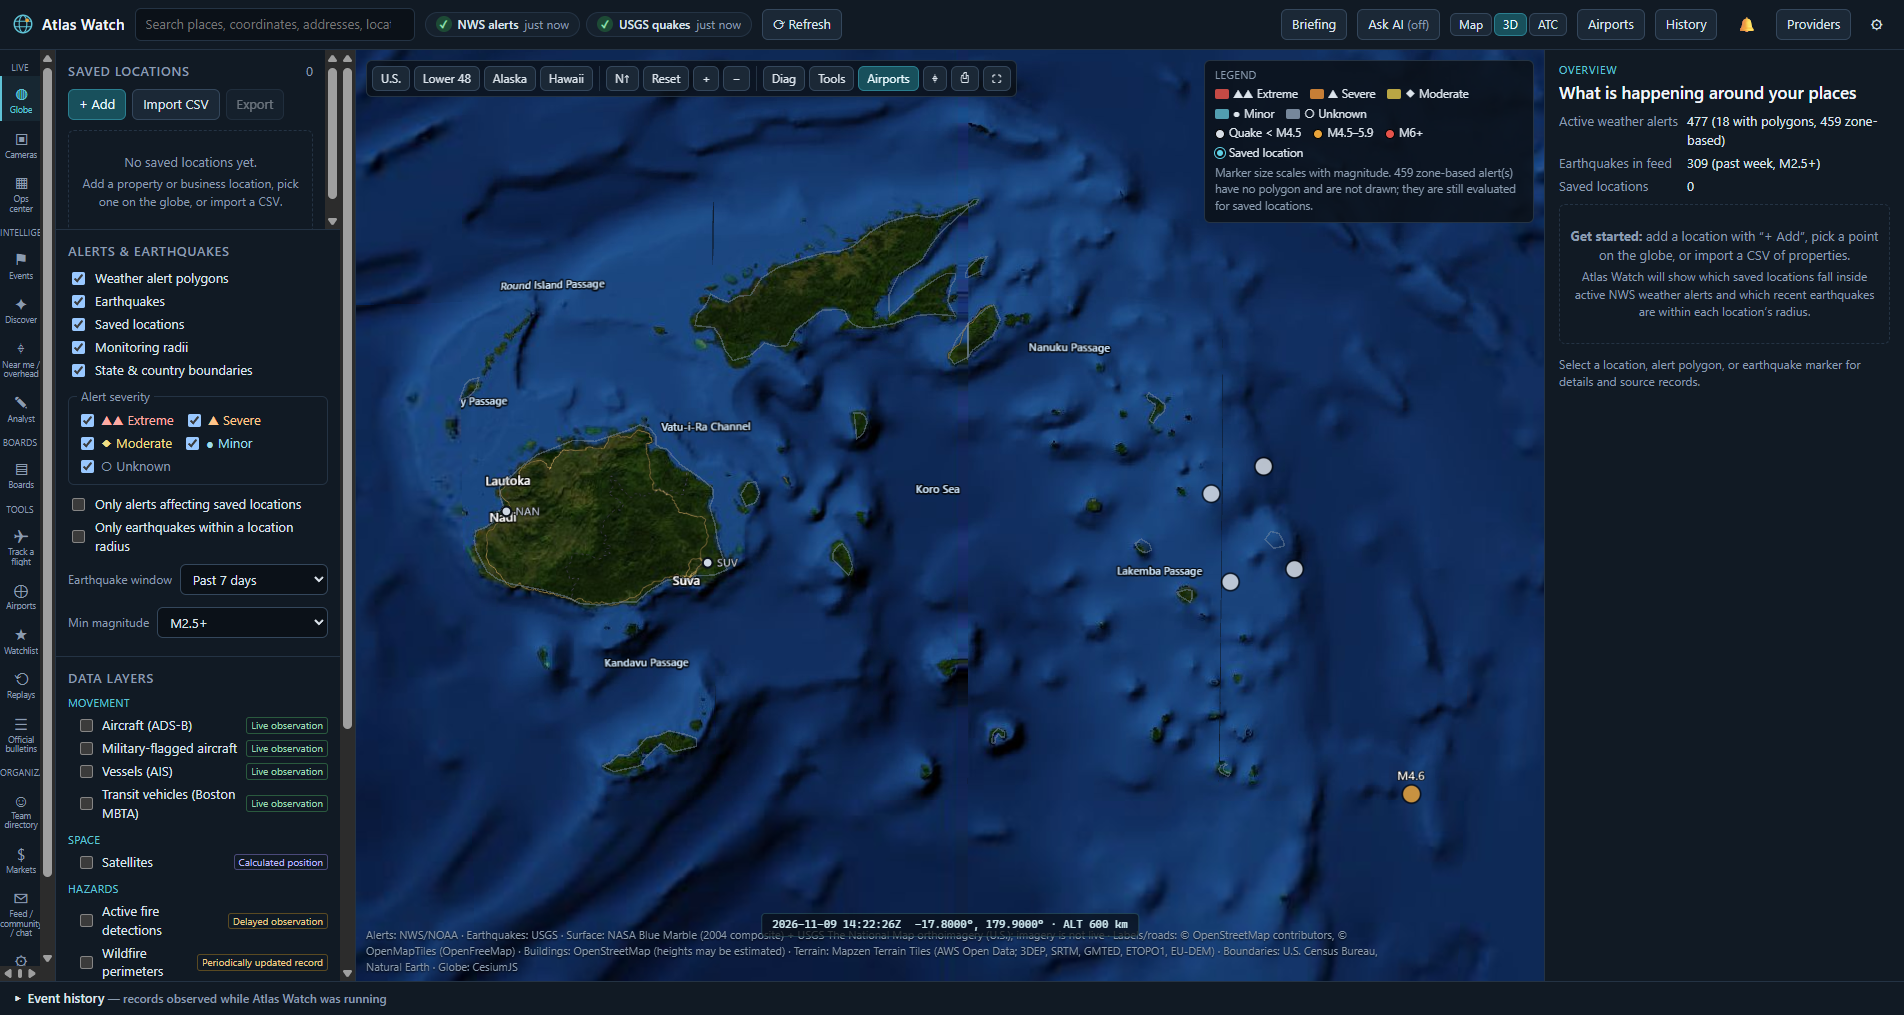 Atlas Watch
Search places, coordinates, addresses, locat
✓ NWS alerts just now
✓ USGS quakes just now
⟳ Refresh
Briefing
Ask AI (off)
Map 3D ATC
Airports
History
Providers
LIVE
Globe
Cameras
Ops center
INTELLIGE
Events
Discover
Near me / overhead
Analyst
BOARDS
Boards
TOOLS
Track a flight
Airports
Watchlist
Replays
Official bulletins
ORGANIZ
Team directory
Markets
Feed / community / chat
SAVED LOCATIONS 0
+ Add Import CSV Export
No saved locations yet.
Add a property or business location, pick
one on the globe, or import a CSV.
ALERTS & EARTHQUAKES
Weather alert polygons
Earthquakes
Saved locations
Monitoring radii
State & country boundaries
Alert severity
▲▲ Extreme ▲ Severe
◆ Moderate ● Minor
○ Unknown
Only alerts affecting saved locations
Only earthquakes within a location
radius
Earthquake window Past 7 days
Min magnitude M2.5+
DATA LAYERS
MOVEMENT
Aircraft (ADS-B) Live observation
Military-flagged aircraft Live observation
Vessels (AIS) Live observation
Transit vehicles (Boston
MBTA) Live observation
SPACE
Satellites Calculated position
HAZARDS
Active fire
detections Delayed observation
Wildfire
perimeters Periodically updated record
U.S. Lower 48 Alaska Hawaii N↑ Reset + − Diag Tools Airports
LEGEND
▲▲ Extreme ▲ Severe ◆ Moderate
● Minor ○ Unknown
Quake < M4.5 M4.5–5.9 M6+
Saved location
Marker size scales with magnitude. 459 zone-based alert(s)
have no polygon and are not drawn; they are still evaluated
for saved locations.
Round Island Passage
Nanuku Passage
y Passage
Vatu-i-Ra Channel
Lautoka
Koro Sea
NAN
Nadi
SUV
Suva
Lakemba Passage
Kandavu Passage
M4.6
2026-11-09 14:22:26Z −17.8000°, 179.9000° · ALT 600 km
Alerts: NWS/NOAA · Earthquakes: USGS · Surface: NASA Blue Marble (2004 composite) + USGS The National Map orthoimagery (U.S.); imagery is not live · Labels/roads: © OpenStreetMap contributors, ©
OpenMapTiles (OpenFreeMap) · Buildings: OpenStreetMap (heights may be estimated) · Terrain: Mapzen Terrain Tiles (AWS Open Data; 3DEP, SRTM, GMTED, ETOPO1, EU-DEM) · Boundaries: U.S. Census Bureau,
Natural Earth · Globe: CesiumJS
OVERVIEW
What is happening around your places
Active weather alerts 477 (18 with polygons, 459 zone-
based)
Earthquakes in feed 309 (past week, M2.5+)
Saved locations 0
Get started: add a location with “+ Add”, pick a point
on the globe, or import a CSV of properties.
Atlas Watch will show which saved locations fall inside
active NWS weather alerts and which recent earthquakes
are within each location’s radius.
Select a location, alert polygon, or earthquake marker for
details and source records.
▸ Event history — records observed while Atlas Watch was running